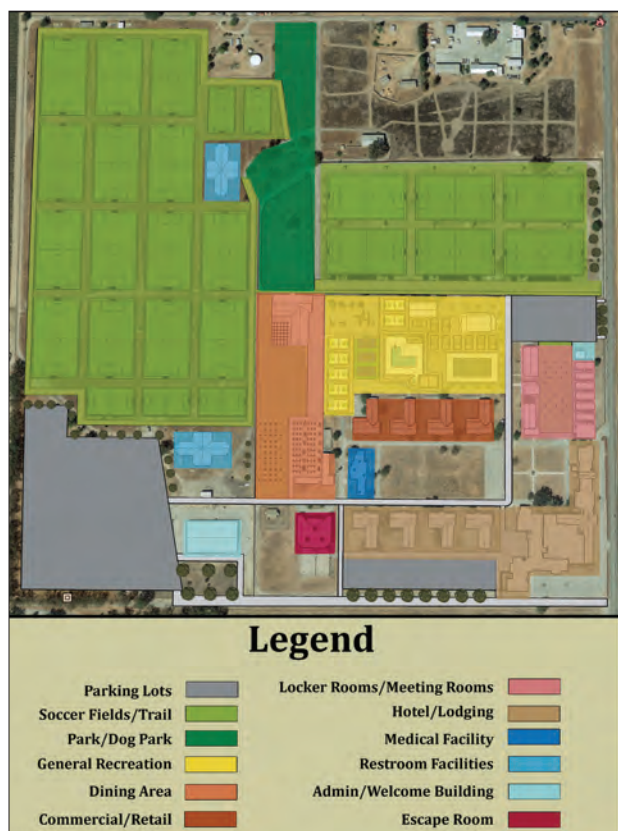 Legend
Parking Lots
Soccer Fields/Trail
Park/Dog Park
General Recreation
Dining Area
Commercial/Retail
Locker Rooms/Meeting Rooms
Hotel/Lodging
Medical Facility
Restroom Facilities
Admin/Welcome Building
Escape Room